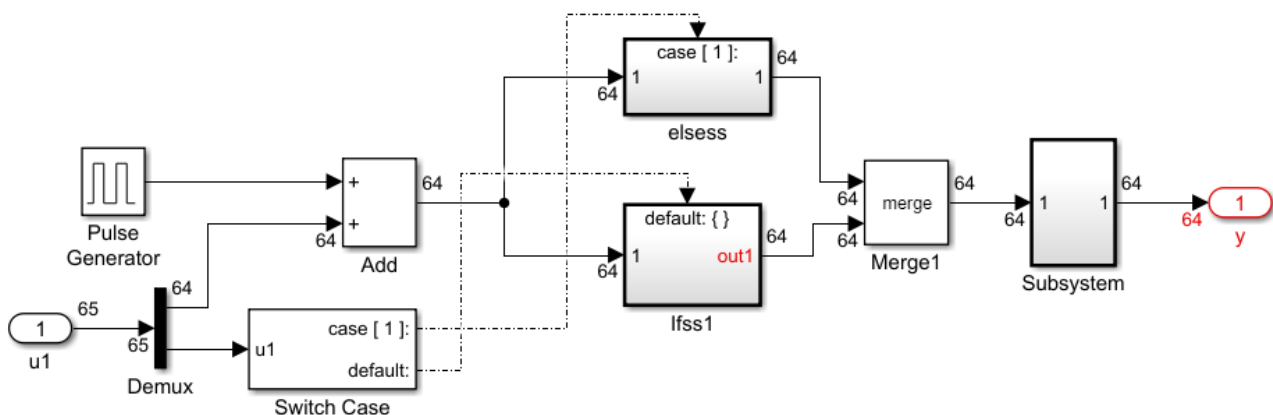 case [ 1 ]:
64
1
1
64
elsess
Pulse
Generator
+
+
64
64
Add
default: { }
64
1
out1
64
Ifss1
64
64
merge
64
Merge1
64
1
1
64
Subsystem
1
64
y
65
1
u1
64
65
Demux
u1
case [ 1 ]:
default:
Switch Case